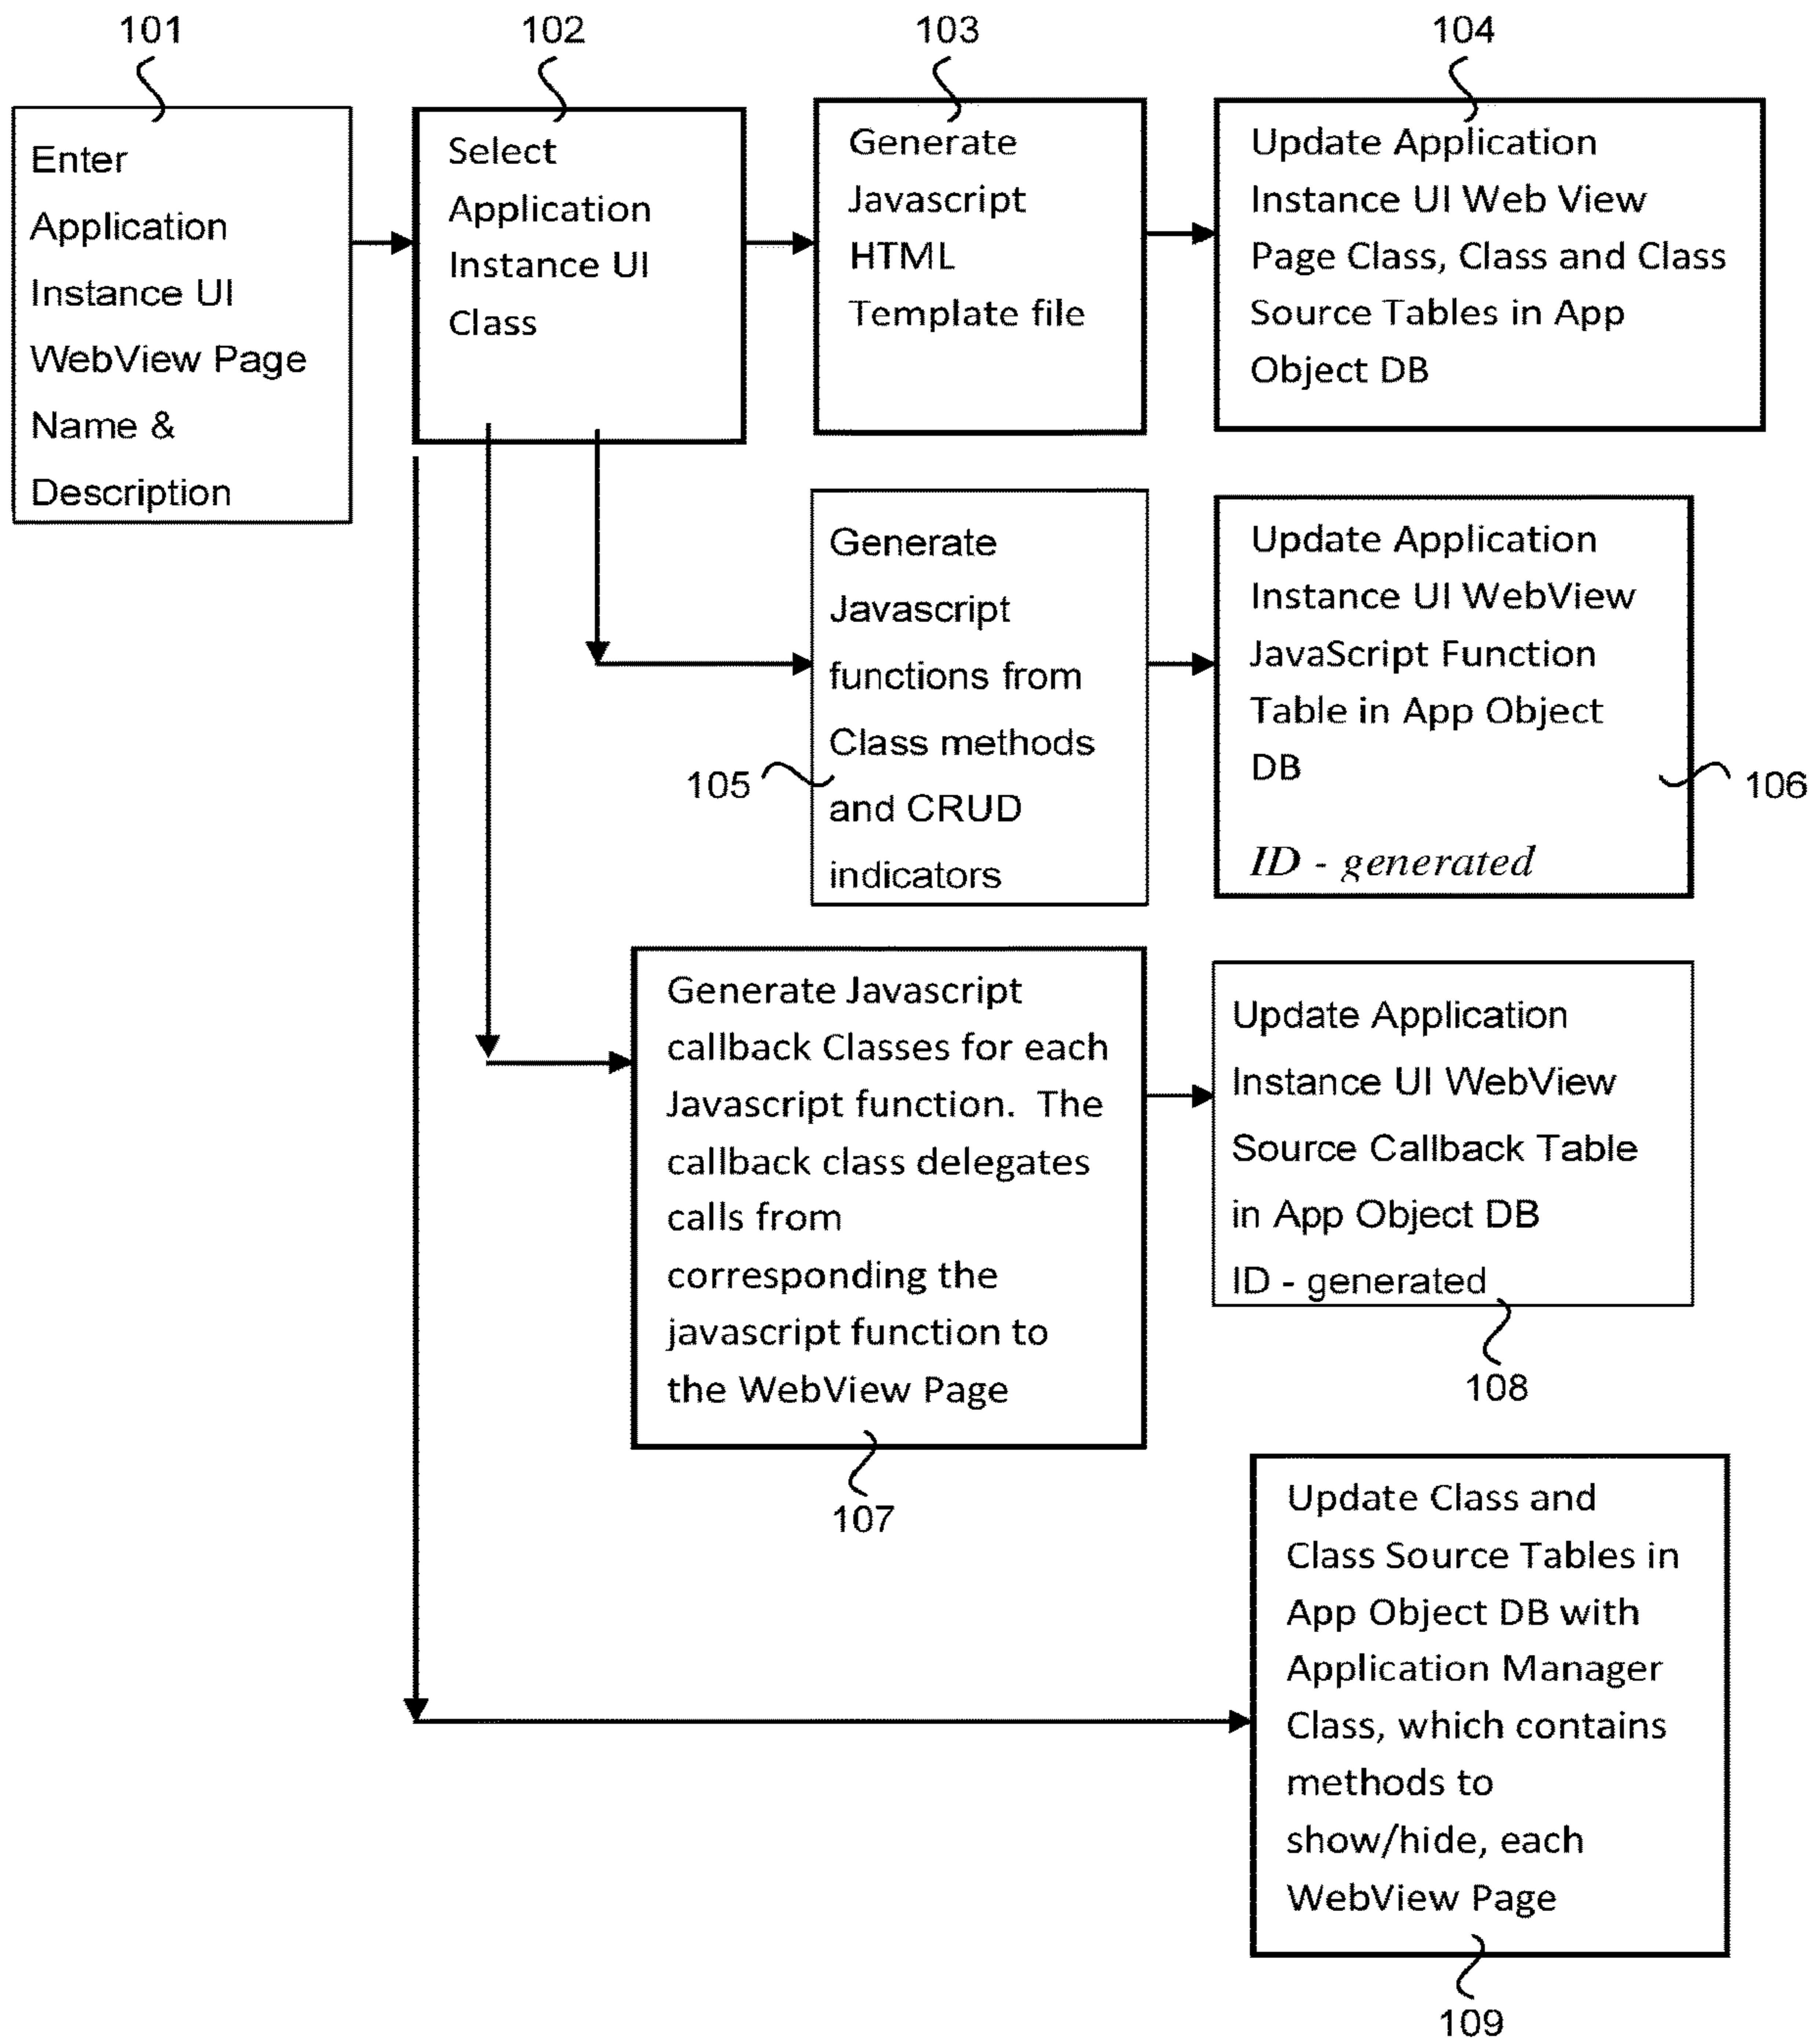 101
102
103
104
Enter
Application
Instance UI
WebView Page
Name &
Description
Select
Application
Instance UI
Class
Generate
Javascript
HTML
Template file
Update Application
Instance UI Web View
Page Class, Class and Class
Source Tables in App
Object DB
Generate
Javascript
functions from
Class methods
and CRUD
indicators
105
Update Application
Instance UI WebView
JavaScript Function
Table in App Object
DB
ID - generated
106
Generate Javascript
callback Classes for each
Javascript function.  The
callback class delegates
calls from
corresponding the
javascript function to
the WebView Page
107
Update Application
Instance UI WebView
Source Callback Table
in App Object DB
ID - generated
108
Update Class and
Class Source Tables in
App Object DB with
Application Manager
Class, which contains
methods to
show/hide, each
WebView Page
109